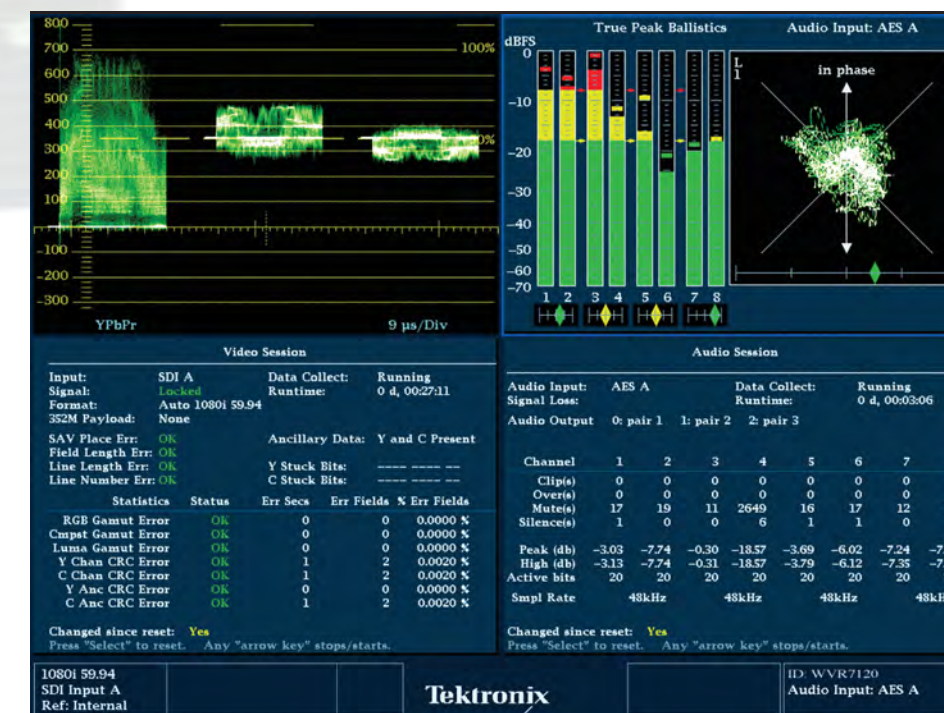 800
700
600
500
400
300
200
100
-100
-200
-300
100%
0%
YPbPr
9 µs/Div
True Peak Ballistics
Audio Input: AES A
dBFS
0
-10
-20
-30
-40
-50
-60
-70
1 2 3 4 5 6 7 8
L
1
in phase
Video Session
Input: SDI A Data Collect: Running
Signal: Locked Runtime: 0 d, 00:27:11
Format: Auto 1080i 59.94
352M Payload: None
SAV Place Err: OK Ancillary Data: Y and C Present
Field Length Err: OK
Line Length Err: OK Y Stuck Bits: ---- ---- --
Line Number Err: OK C Stuck Bits: ---- ---- --
Statistics Status Err Secs Err Fields % Err Fields
RGB Gamut Error OK 0 0 0.0000 %
Cmpst Gamut Error OK 0 0 0.0000 %
Luma Gamut Error OK 0 0 0.0000 %
Y Chan CRC Error OK 1 2 0.0020 %
C Chan CRC Error OK 1 2 0.0020 %
Y Anc CRC Error OK 0 0 0.0000 %
C Anc CRC Error OK 1 2 0.0020 %
Changed since reset: Yes
Press "Select" to reset. Any "arrow key" stops/starts.
Audio Session
Audio Input: AES A Data Collect: Running
Signal Loss: Runtime: 0 d, 00:03:06
Audio Output 0: pair 1 1: pair 2 2: pair 3
Channel 1 2 3 4 5 6 7
Clip(s) 0 0 0 0 0 0 0
Over(s) 0 0 0 0 0 0 0
Mute(s) 17 19 11 2649 16 17 12
Silence(s) 1 0 0 6 1 1 0
Peak (db) -3.03 -7.74 -0.30 -18.57 -3.69 -6.02 -7.24 -7.
High (db) -3.13 -7.74 -0.31 -18.57 -3.79 -6.12 -7.35 -7.
Active bits 20 20 20 20 20 20 20
Smpl Rate 48kHz 48kHz 48kHz 48kH
Changed since reset: Yes
Press "Select" to reset. Any "arrow key" stops/starts.
1080i 59.94
SDI Input A
Ref: Internal
Tektronix
ID: WVR7120
Audio Input: AES A